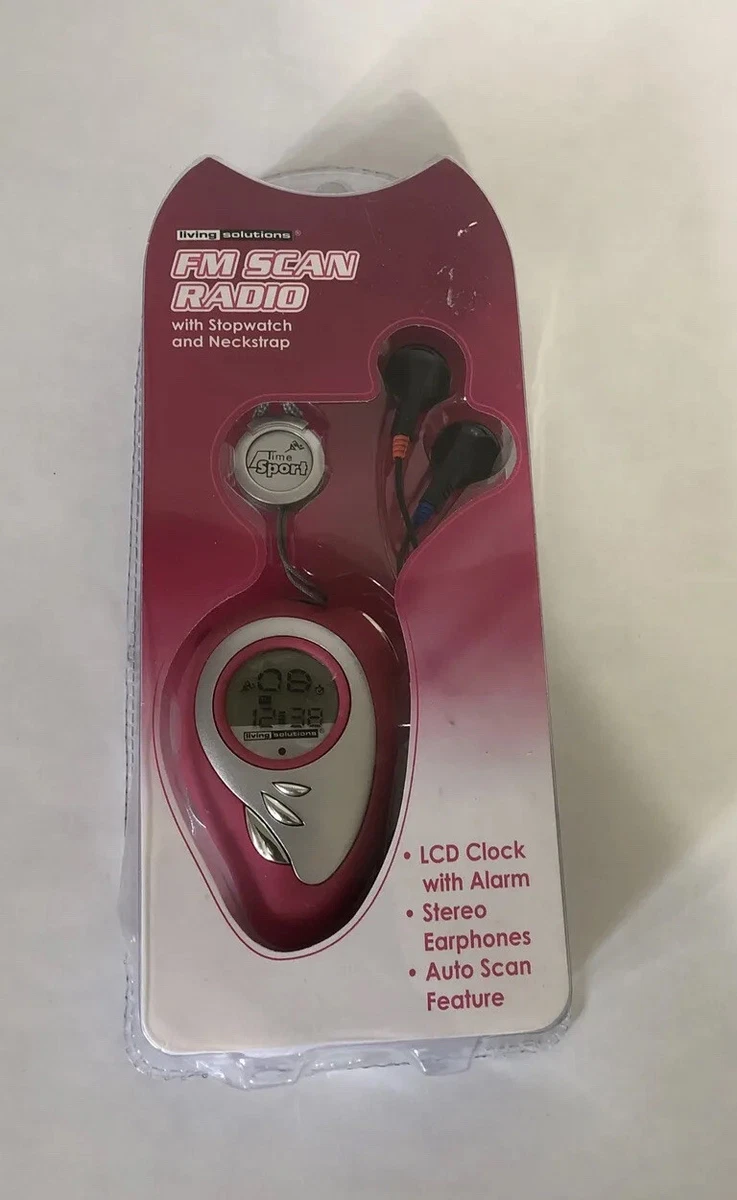 living solutions®
FM SCAN
RADIO
with Stopwatch
and Neckstrap
Time
Sport
08
12:38
living solutions®
• LCD Clock
with Alarm
• Stereo
Earphones
• Auto Scan
Feature